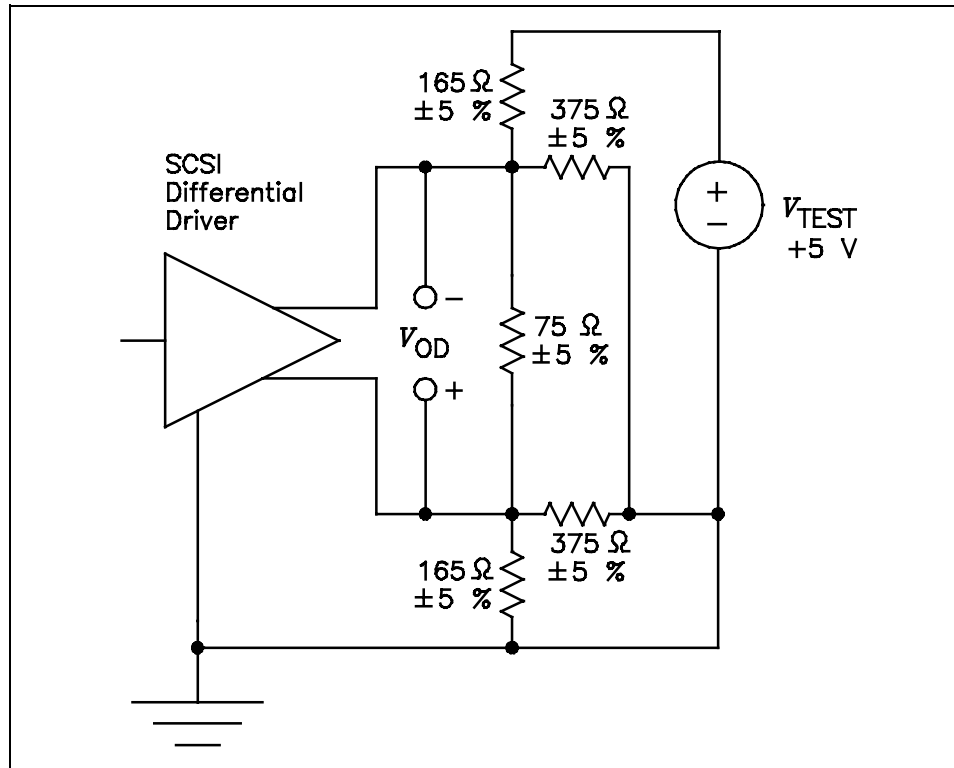 165 Ω
±5 %
375 Ω
±5 %
SCSI
Differential
Driver
+
−
V_TEST
+5 V
−
V_OD
+
75 Ω
±5 %
375 Ω
±5 %
165 Ω
±5 %